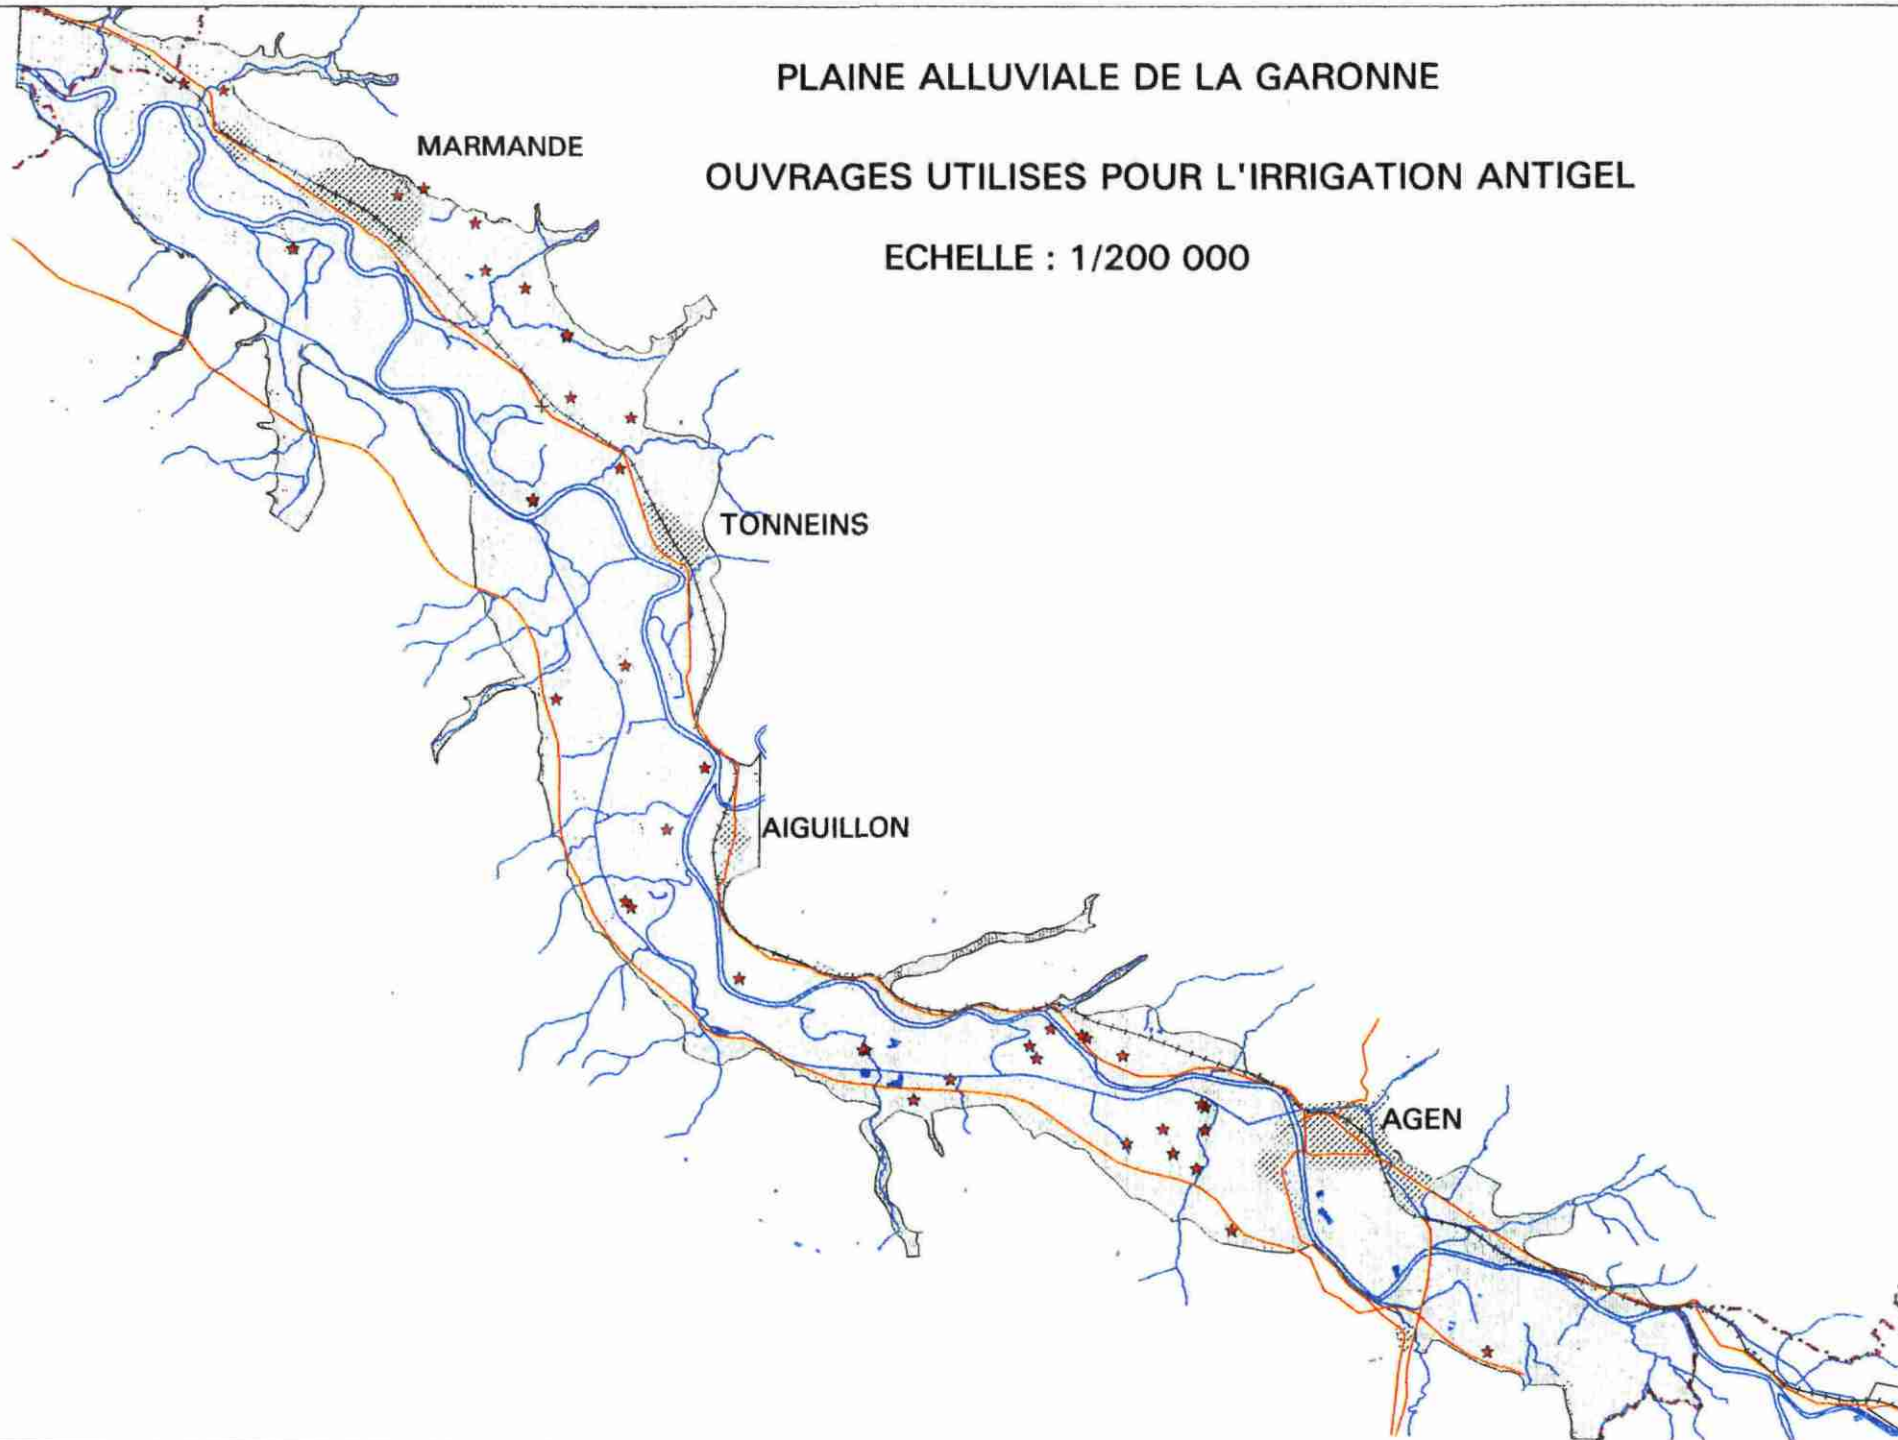 PLAINE ALLUVIALE DE LA GARONNE
MARMANDE
OUVRAGES UTILISES POUR L'IRRIGATION ANTIGEL
ECHELLE : 1/200 000
TONNEINS
AIGUILLON
AGEN